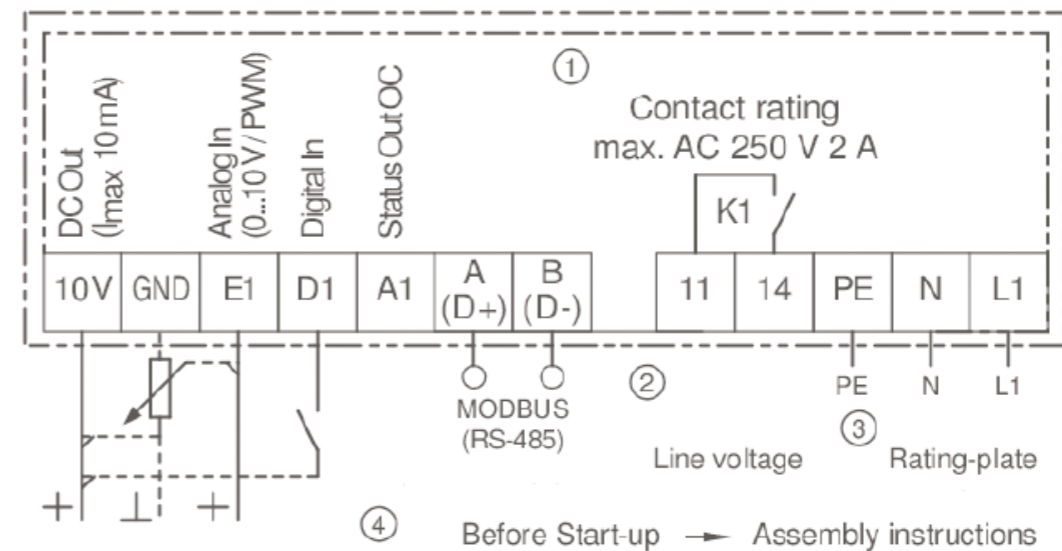 ①
Contact rating
max. AC 250 V 2 A
DC Out
(Imax 10 mA)
Analog In
(0...10 V / PWM)
Digital In
Status Out OC
K1
10 V GND E1 D1 A1 A (D+) B (D-) 11 14 PE N L1
②
PE N L1
MODBUS
(RS-485)
③
Line voltage Rating-plate
+ ⊥ +
④ Before Start-up → Assembly instructions